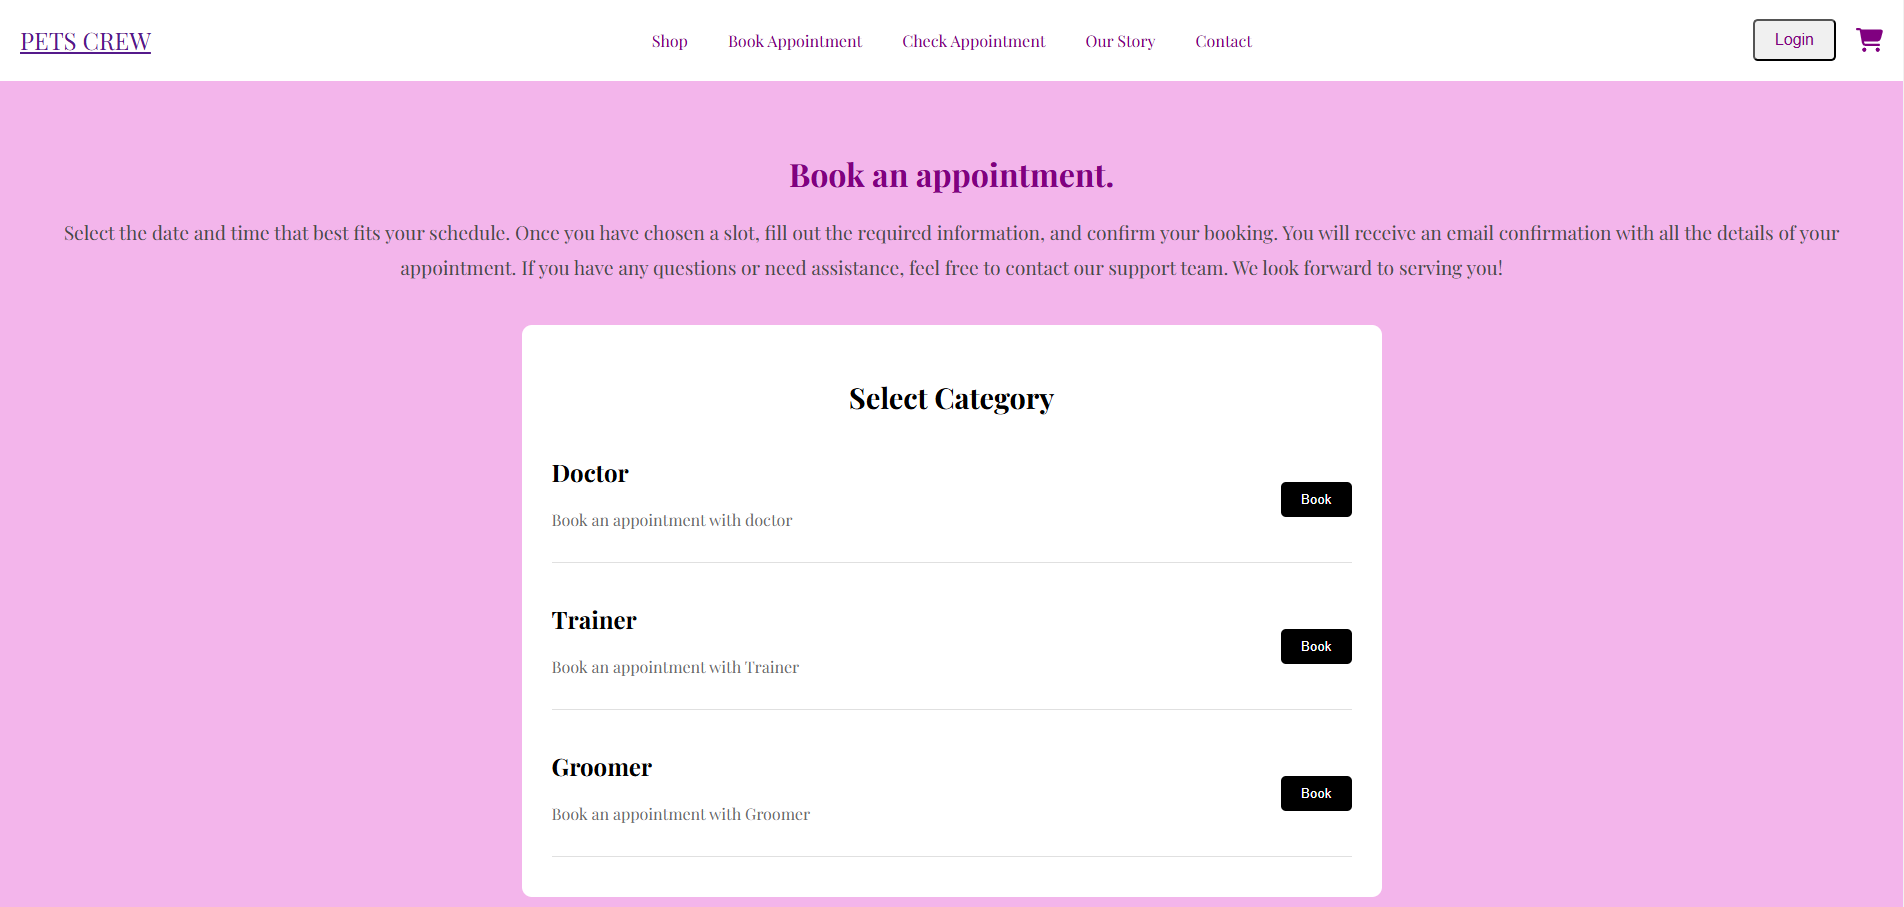 PETS CREW
Shop
Book Appointment
Check Appointment
Our Story
Contact
Login
Book an appointment.
Select the date and time that best fits your schedule. Once you have chosen a slot, fill out the required information, and confirm your booking. You will receive an email confirmation with all the details of your
appointment. If you have any questions or need assistance, feel free to contact our support team. We look forward to serving you!
Select Category
Doctor
Book an appointment with doctor
Book
Trainer
Book an appointment with Trainer
Book
Groomer
Book an appointment with Groomer
Book